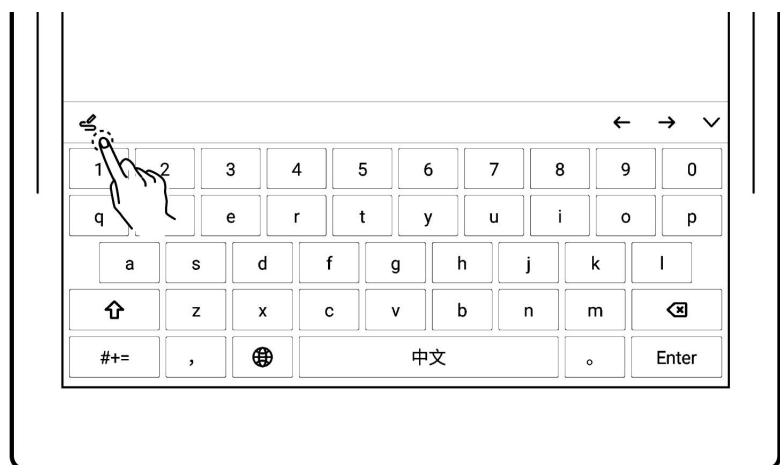 1 2 3 4 5 6 7 8 9 0
q e r t y u i o p
a s d f g h j k l
z x c v b n m
#+= , 中文 。 Enter